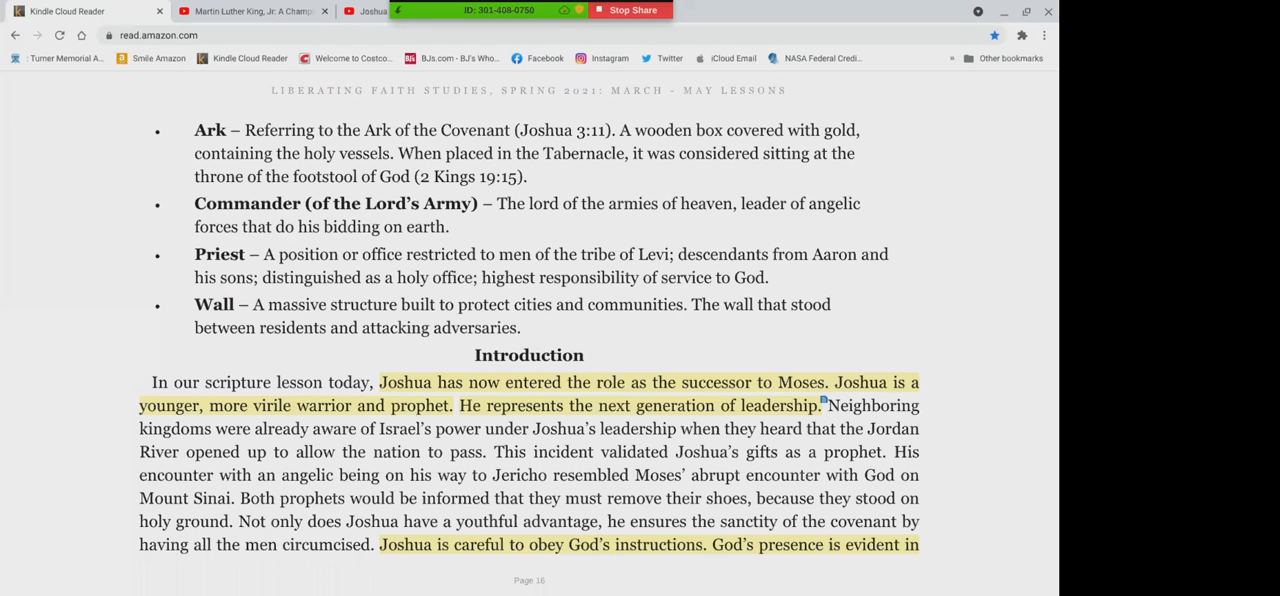 Kindle Cloud Reader
Martin Luther King, Jr: A Champ
Joshua
ID: 301-408-0750
Stop Share
read.amazon.com
: Turner Memorial A...
Smile Amazon
Kindle Cloud Reader
Welcome to Costco...
BJs.com - BJ's Who...
Facebook
Instagram
Twitter
iCloud Email
NASA Federal Credi...
Other bookmarks
LIBERATING FAITH STUDIES, SPRING 2021: MARCH - MAY LESSONS
• Ark – Referring to the Ark of the Covenant (Joshua 3:11). A wooden box covered with gold,
containing the holy vessels. When placed in the Tabernacle, it was considered sitting at the
throne of the footstool of God (2 Kings 19:15).
• Commander (of the Lord's Army) – The lord of the armies of heaven, leader of angelic
forces that do his bidding on earth.
• Priest – A position or office restricted to men of the tribe of Levi; descendants from Aaron and
his sons; distinguished as a holy office; highest responsibility of service to God.
• Wall – A massive structure built to protect cities and communities. The wall that stood
between residents and attacking adversaries.
Introduction
In our scripture lesson today, Joshua has now entered the role as the successor to Moses. Joshua is a
younger, more virile warrior and prophet. He represents the next generation of leadership. Neighboring
kingdoms were already aware of Israel's power under Joshua's leadership when they heard that the Jordan
River opened up to allow the nation to pass. This incident validated Joshua's gifts as a prophet. His
encounter with an angelic being on his way to Jericho resembled Moses' abrupt encounter with God on
Mount Sinai. Both prophets would be informed that they must remove their shoes, because they stood on
holy ground. Not only does Joshua have a youthful advantage, he ensures the sanctity of the covenant by
having all the men circumcised. Joshua is careful to obey God's instructions. God's presence is evident in
Page 16